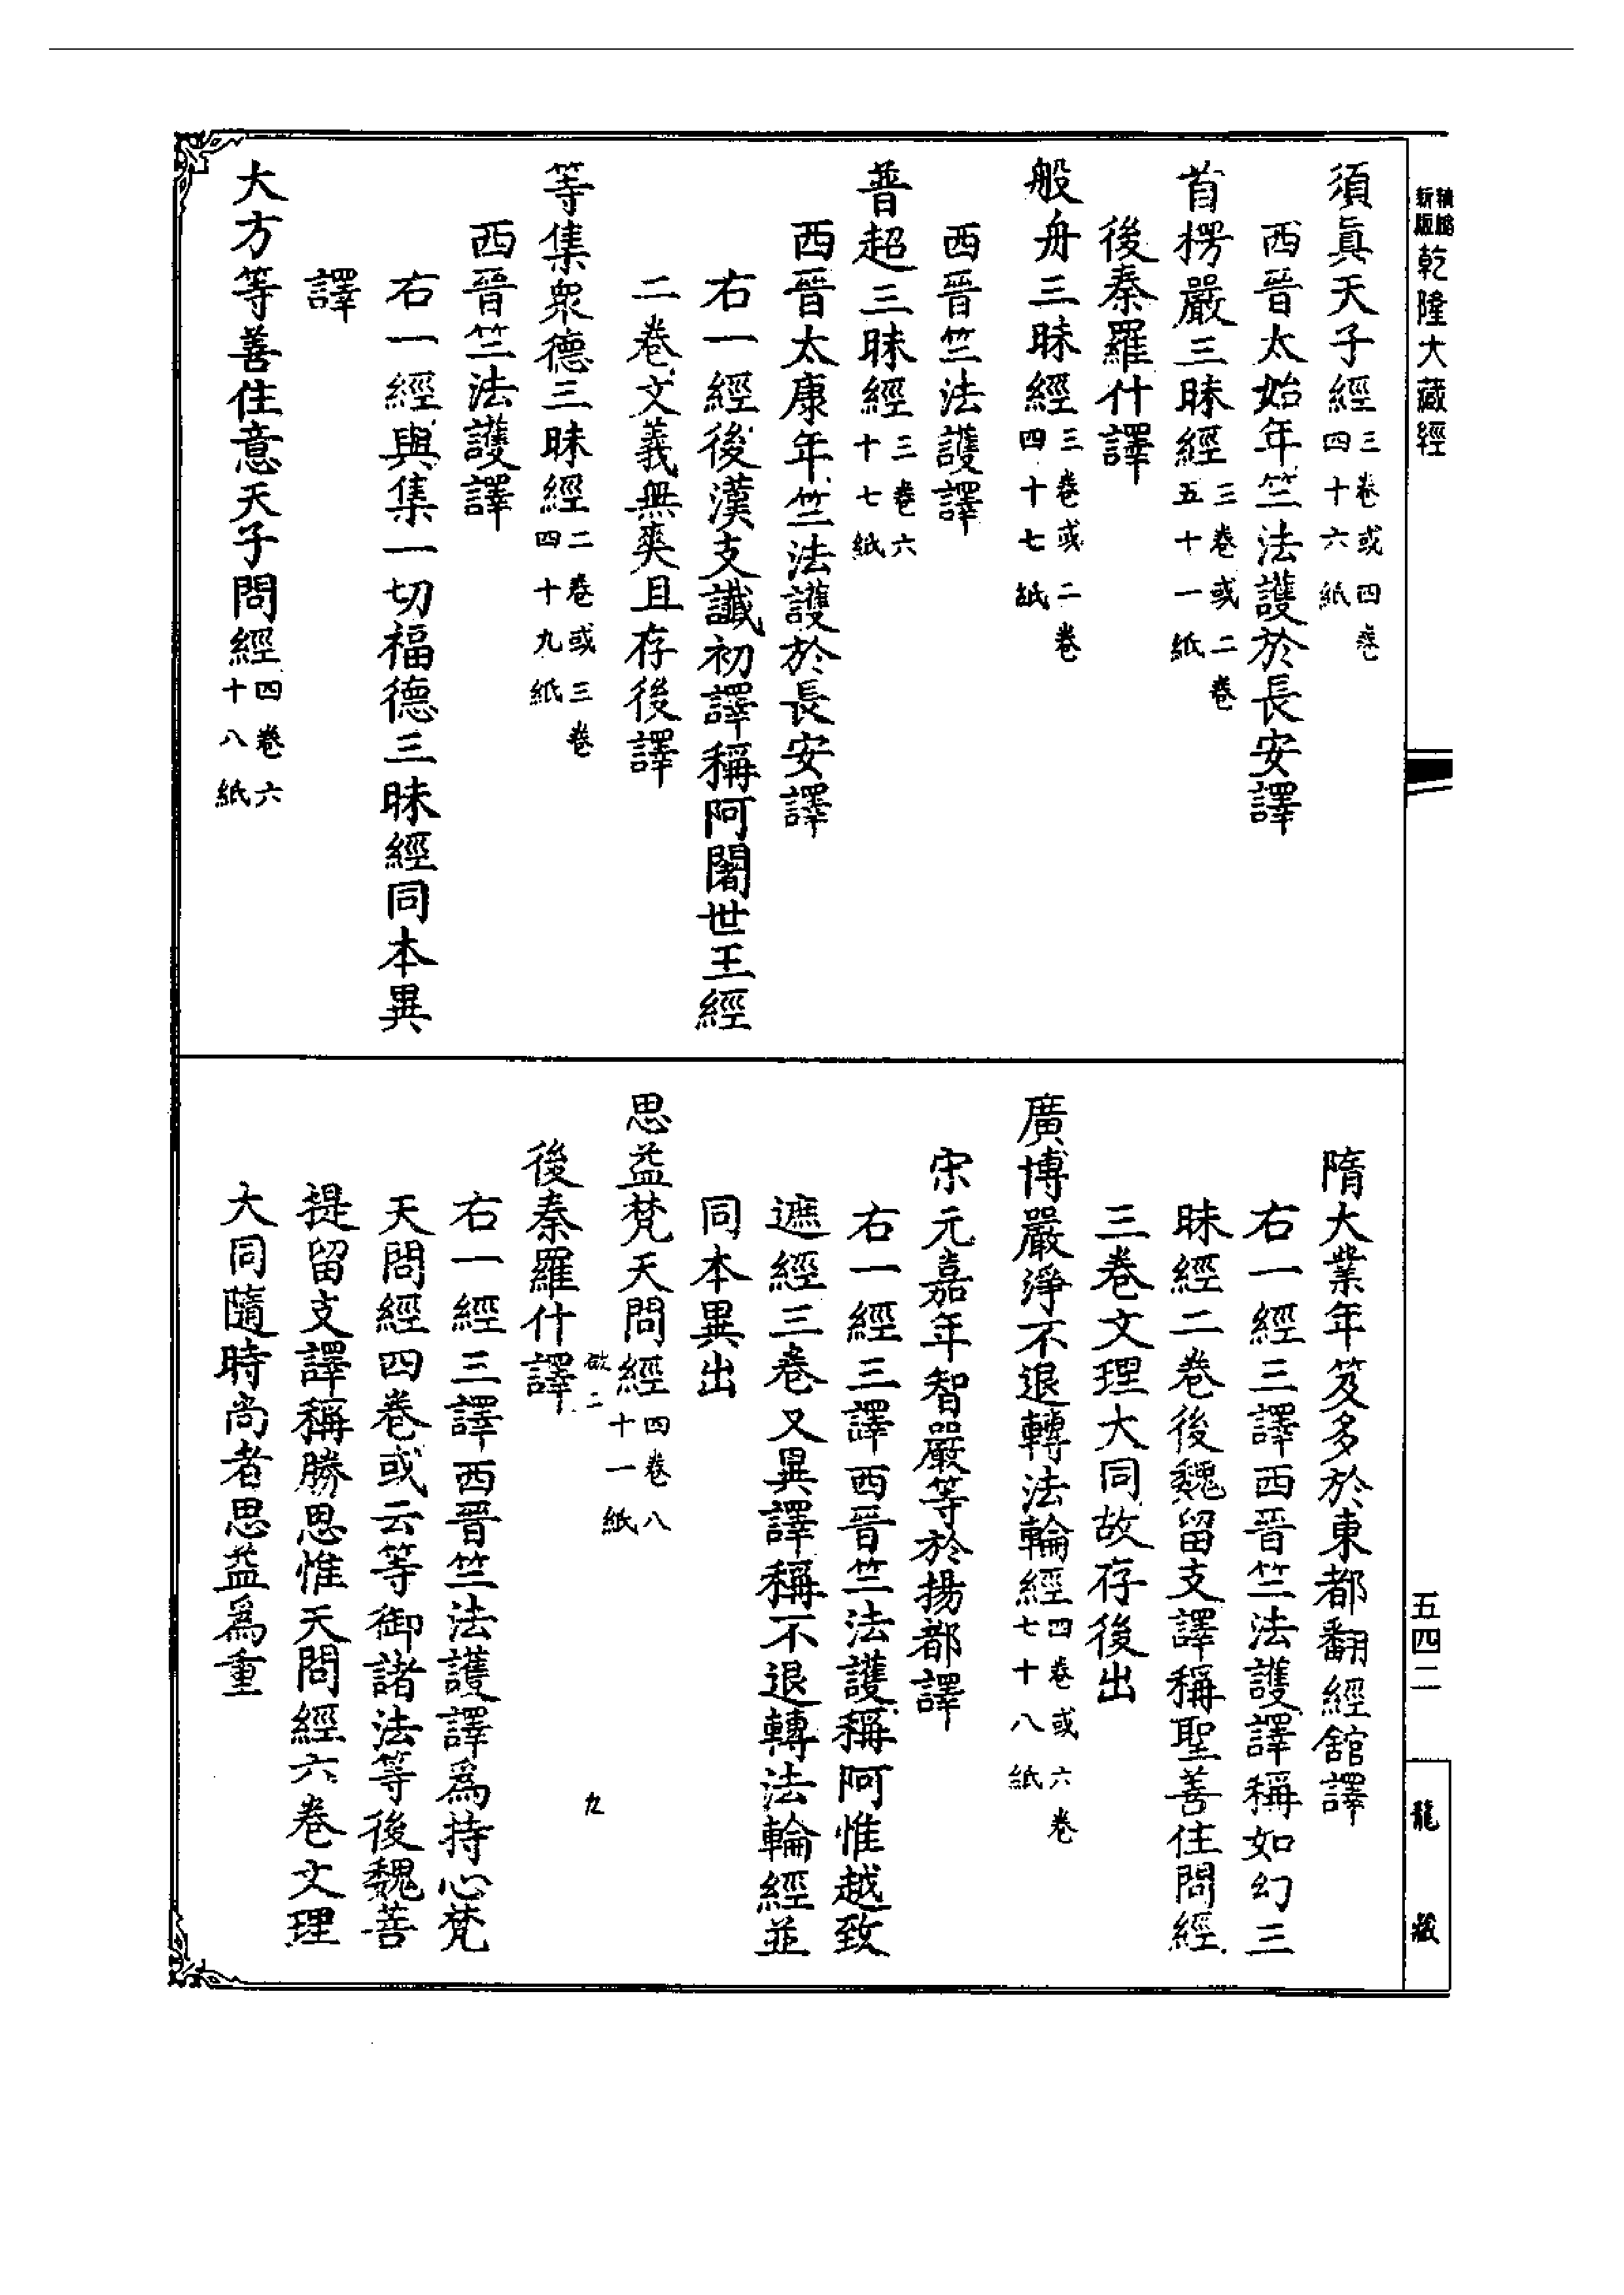 新版 乾隆大藏經
須眞天子經三卷或四卷四十六紙
西晉太始年竺法護於長安譯
首楞嚴三昧經三卷或二卷五十一紙
後秦羅什譯
般舟三昧經三卷或二卷四十七紙
西晉竺法護譯
普超三昧經三卷六十七紙
西晉太康年竺法護於長安譯
右一經後漢支讖初譯稱阿闍世王經
二卷文義無爽且存後譯
等集衆德三昧經二卷或三卷四十九紙
西晉竺法護譯
右一經與集一切福德三昧經同本異
譯
大方等善住意天子問經四卷六十八紙
隋大業年笈多於東都翻經館譯
右一經三譯西晉竺法護譯稱如幻三
昧經二卷後魏留支譯稱聖善住問經
三卷文理大同故存後出
廣博嚴淨不退轉法輪經四卷或六卷七十八紙
宋元嘉年智嚴等於揚都譯
右一經三譯西晉竺法護稱阿惟越致
遮經三卷又異譯稱不退轉法輪經並
同本異出
思益梵天問經四卷八十一紙
九
後秦羅什譯
右一經三譯西晉竺法護譯爲持心梵
天問經四卷或云等御諸法等後魏菩
提留支譯稱勝思惟天問經六卷文理
大同隨時尚者思益爲重
五四二
龍藏